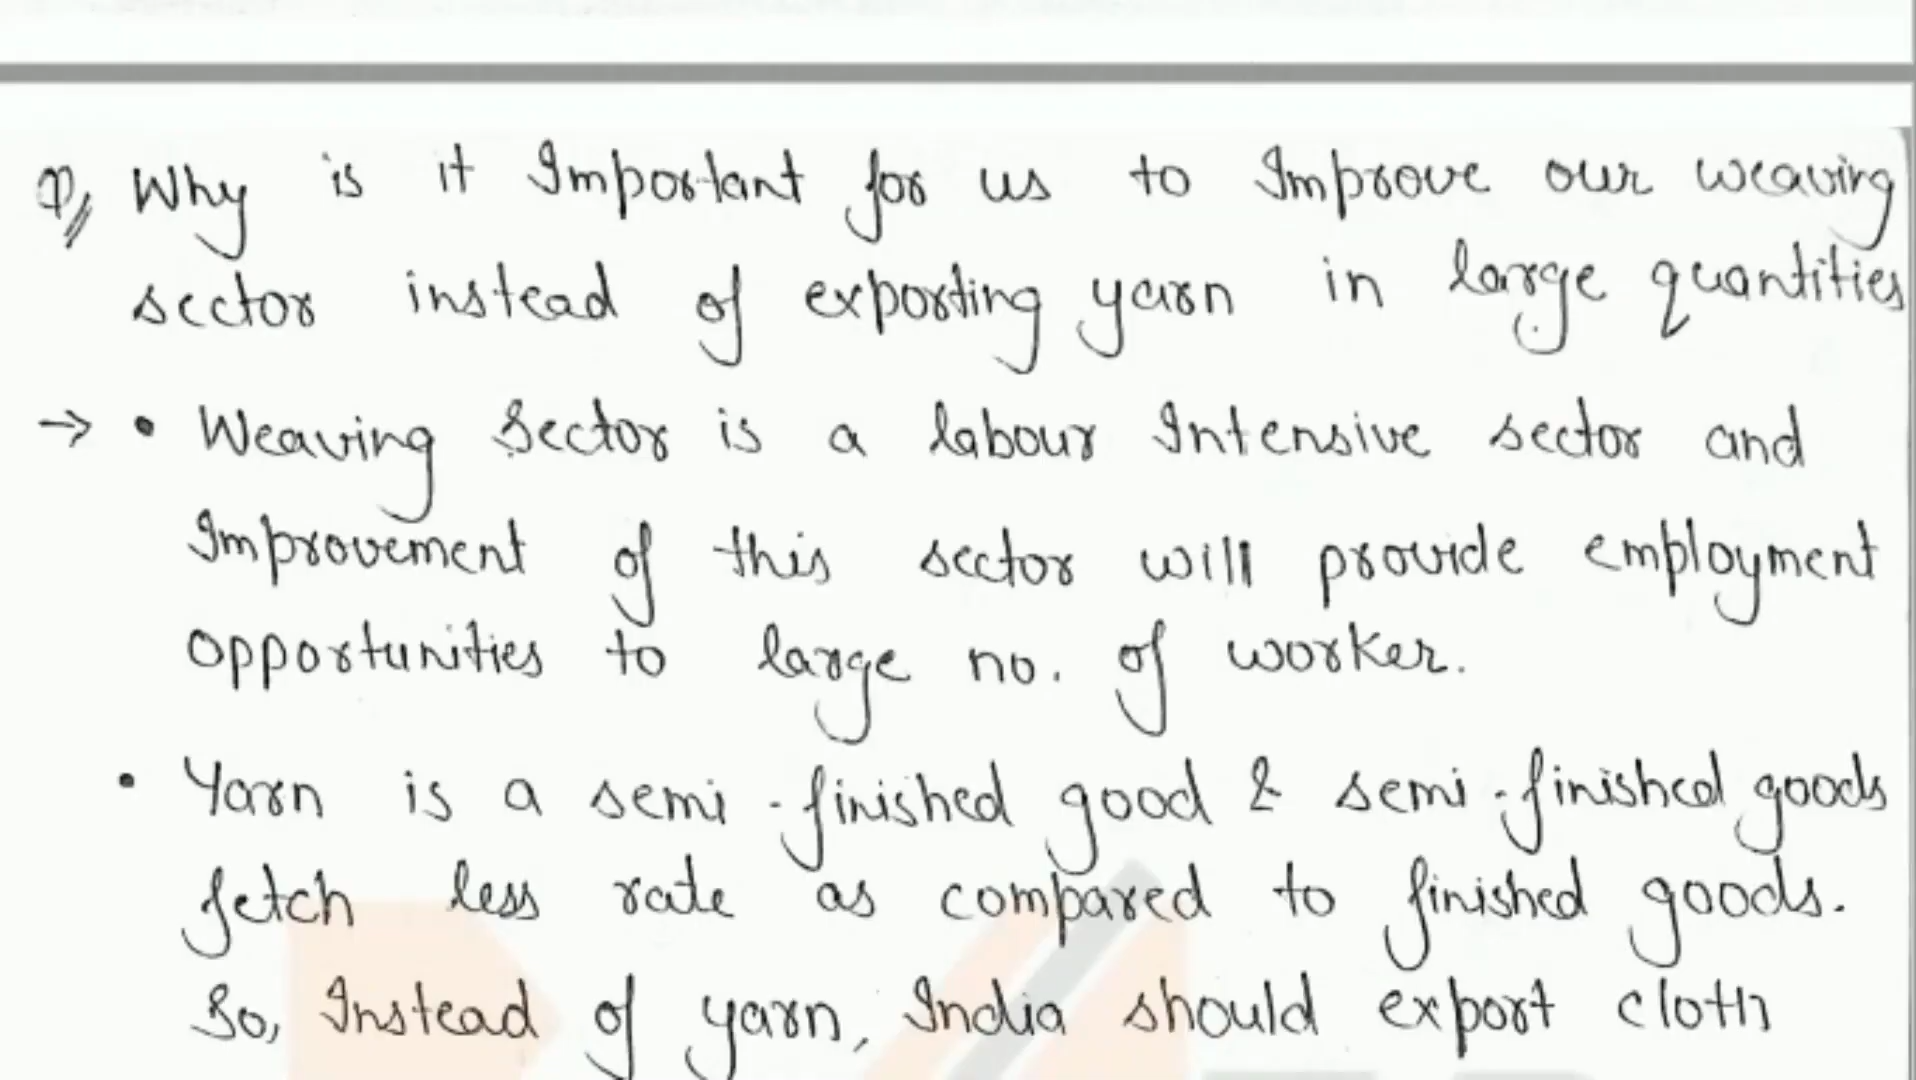 Q, Why is it Important for us to Improve our weaving
sector instead of exporting yarn in large quantities
→ • Weaving Sector is a labour Intensive sector and
Improvement of this sector will provide employment
opportunities to large no. of worker.
• Yarn is a semi-finished good & semi-finished goods
fetch less rate as compared to finished goods.
So, Instead of yarn, India should export cloth